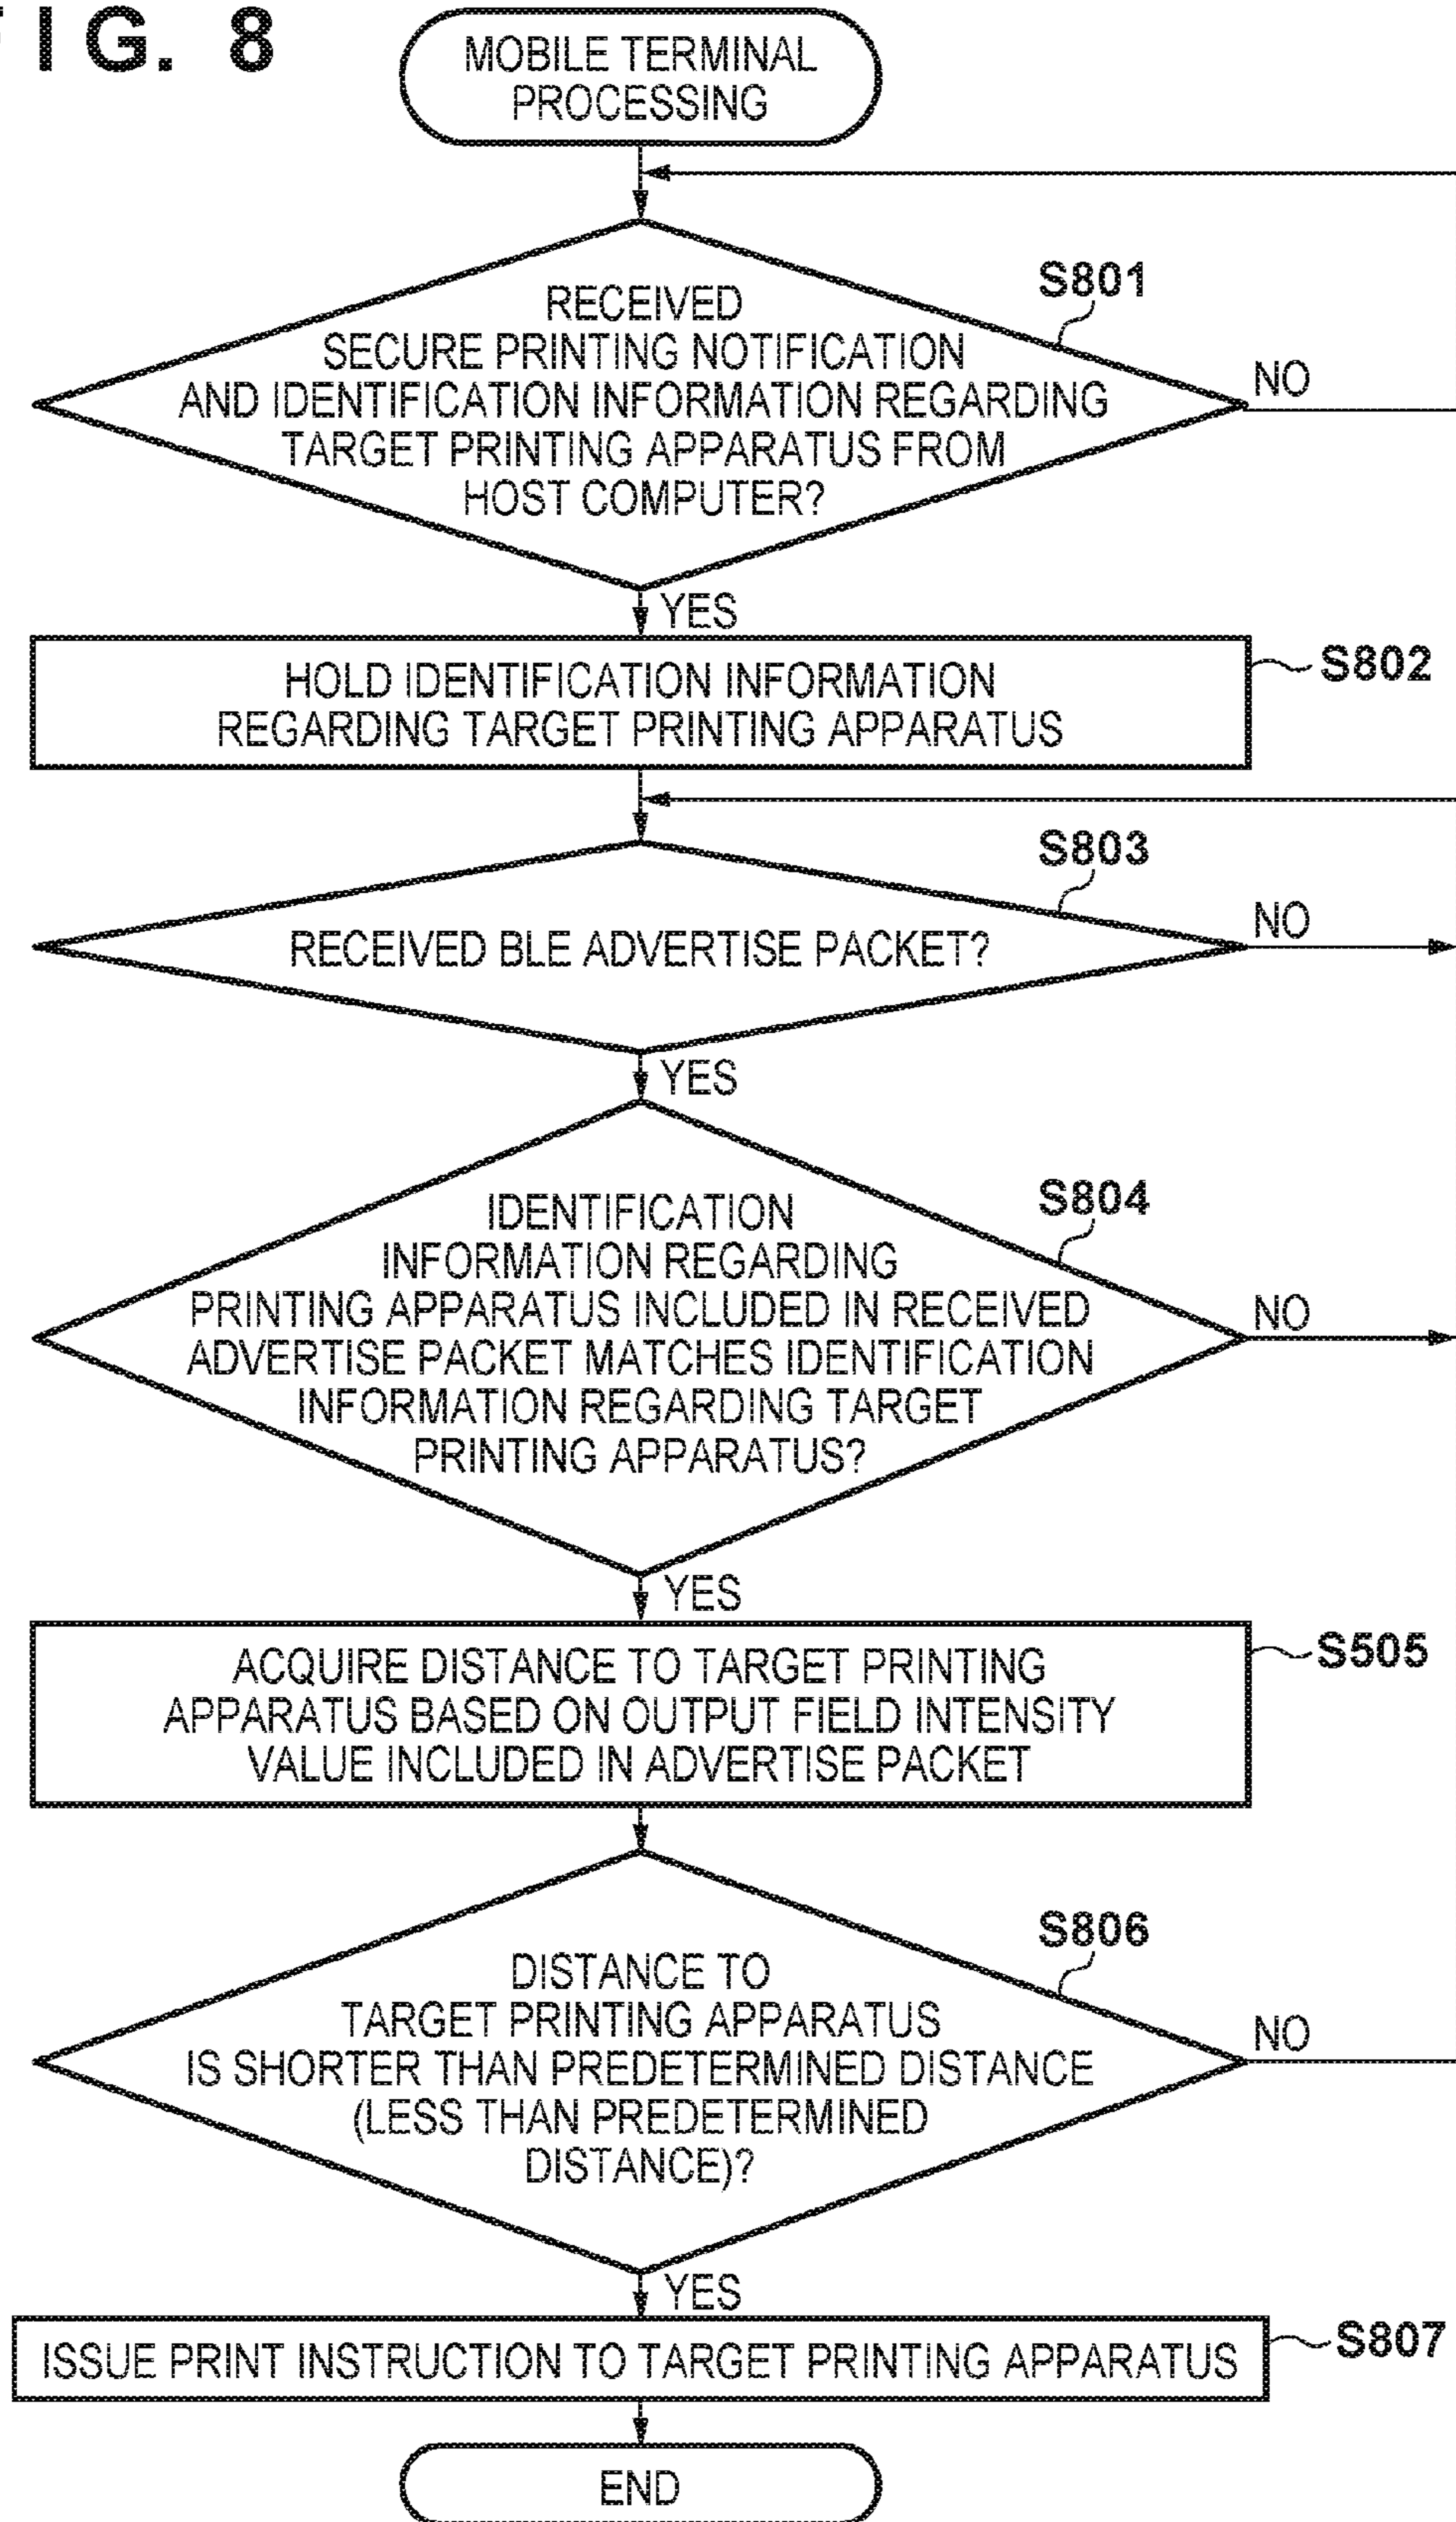 FIG. 8
MOBILE TERMINAL
PROCESSING
S801
RECEIVED
SECURE PRINTING NOTIFICATION
AND IDENTIFICATION INFORMATION REGARDING
TARGET PRINTING APPARATUS FROM
HOST COMPUTER?
NO
YES
S802
HOLD IDENTIFICATION INFORMATION
REGARDING TARGET PRINTING APPARATUS
S803
RECEIVED BLE ADVERTISE PACKET?
NO
YES
S804
IDENTIFICATION
INFORMATION REGARDING
PRINTING APPARATUS INCLUDED IN RECEIVED
ADVERTISE PACKET MATCHES IDENTIFICATION
INFORMATION REGARDING TARGET
PRINTING APPARATUS?
NO
YES
S505
ACQUIRE DISTANCE TO TARGET PRINTING
APPARATUS BASED ON OUTPUT FIELD INTENSITY
VALUE INCLUDED IN ADVERTISE PACKET
S806
DISTANCE TO
TARGET PRINTING APPARATUS
IS SHORTER THAN PREDETERMINED DISTANCE
(LESS THAN PREDETERMINED
DISTANCE)?
NO
YES
ISSUE PRINT INSTRUCTION TO TARGET PRINTING APPARATUS
S807
END